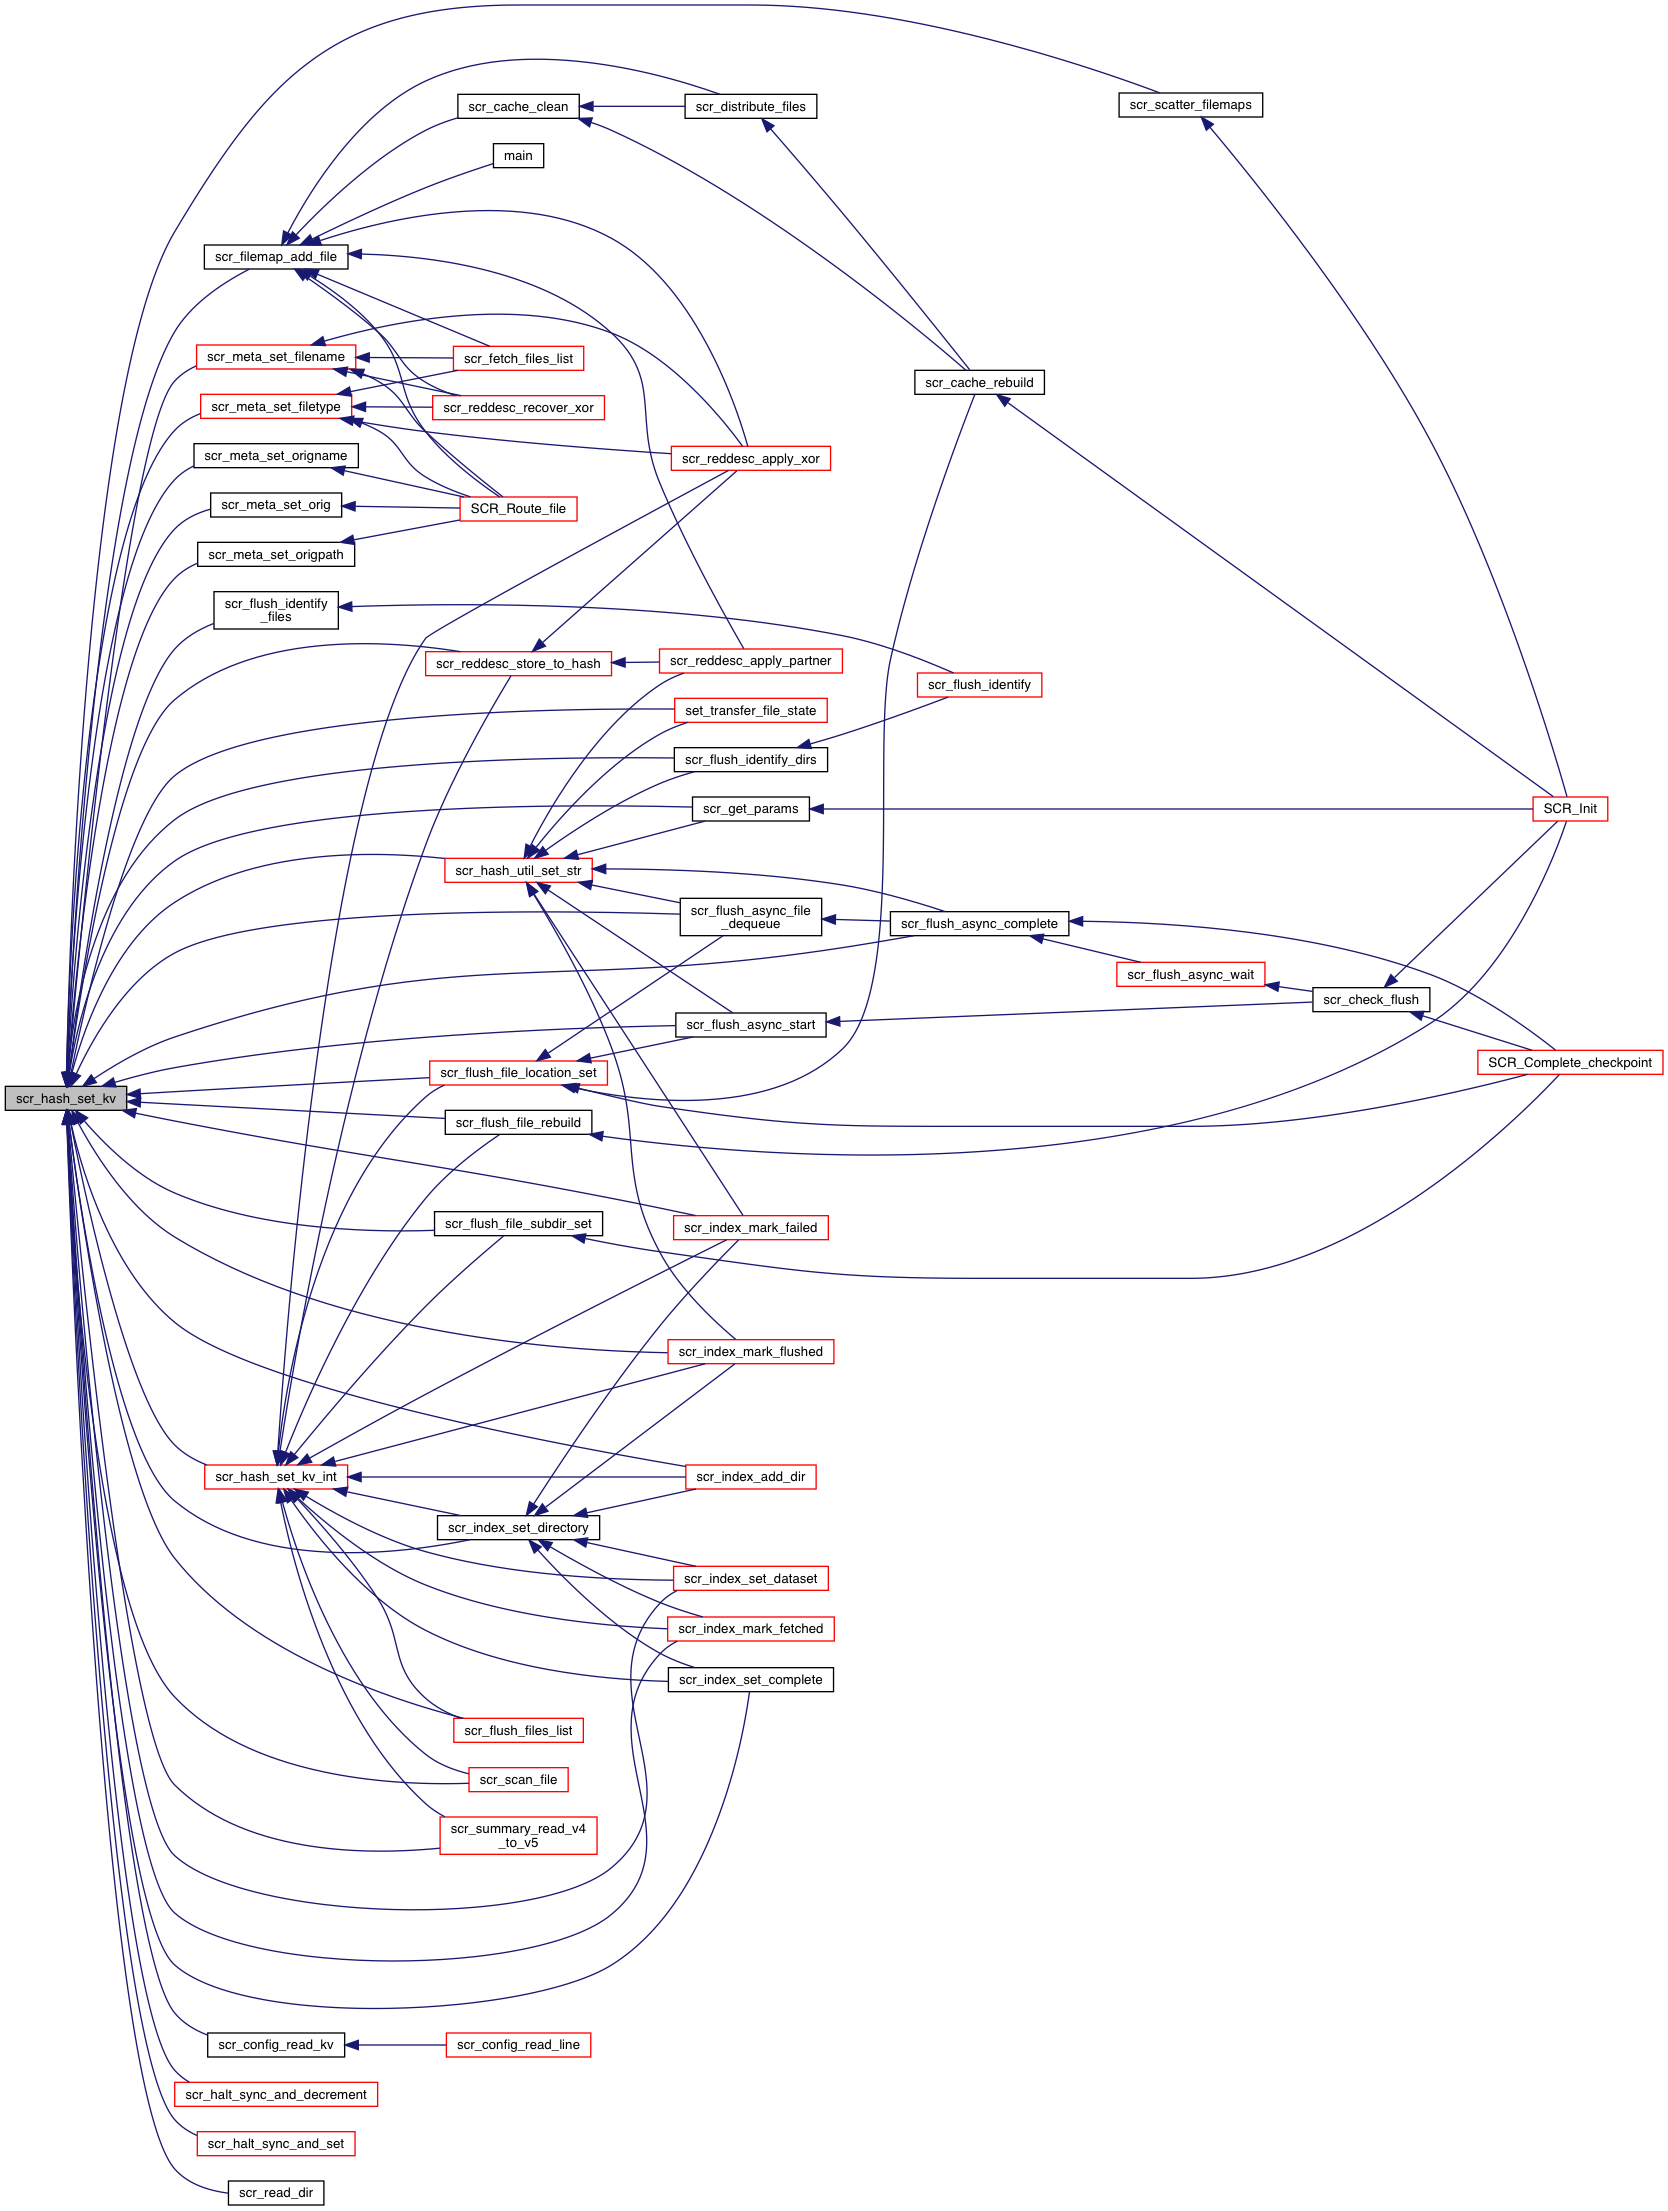 scr_cache_clean
scr_distribute_files
scr_scatter_filemaps
main
scr_filemap_add_file
scr_meta_set_filename
scr_fetch_files_list
scr_cache_rebuild
scr_meta_set_filetype
scr_reddesc_recover_xor
scr_meta_set_origname
scr_reddesc_apply_xor
scr_meta_set_orig
SCR_Route_file
scr_meta_set_origpath
scr_flush_identify
_files
scr_reddesc_store_to_hash
scr_reddesc_apply_partner
scr_flush_identify
set_transfer_file_state
scr_flush_identify_dirs
scr_get_params
SCR_Init
scr_hash_util_set_str
scr_flush_async_file
_dequeue
scr_flush_async_complete
scr_flush_async_wait
scr_check_flush
scr_flush_async_start
SCR_Complete_checkpoint
scr_flush_file_location_set
scr_hash_set_kv
scr_flush_file_rebuild
scr_flush_file_subdir_set
scr_index_mark_failed
scr_index_mark_flushed
scr_hash_set_kv_int
scr_index_add_dir
scr_index_set_directory
scr_index_set_dataset
scr_index_mark_fetched
scr_index_set_complete
scr_flush_files_list
scr_scan_file
scr_summary_read_v4
_to_v5
scr_config_read_kv
scr_config_read_line
scr_halt_sync_and_decrement
scr_halt_sync_and_set
scr_read_dir